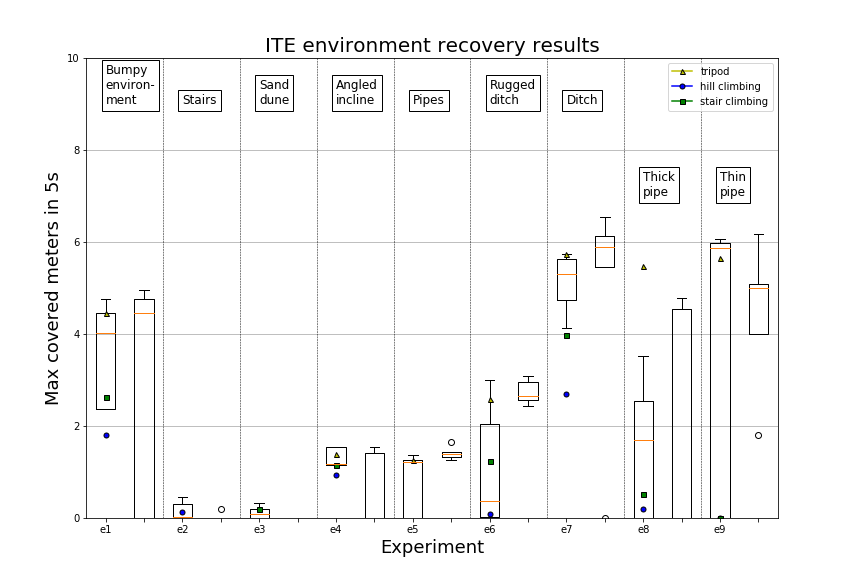 ITE environment recovery results
Max covered meters in 5s
10
8
6
4
2
0
Bumpy
environ-
ment
Stairs
Sand
dune
Angled
incline
Pipes
Rugged
ditch
Ditch
Thick
pipe
Thin
pipe
tripod
hill climbing
stair climbing
e1
e2
e3
e4
e5
e6
e7
e8
e9
Experiment